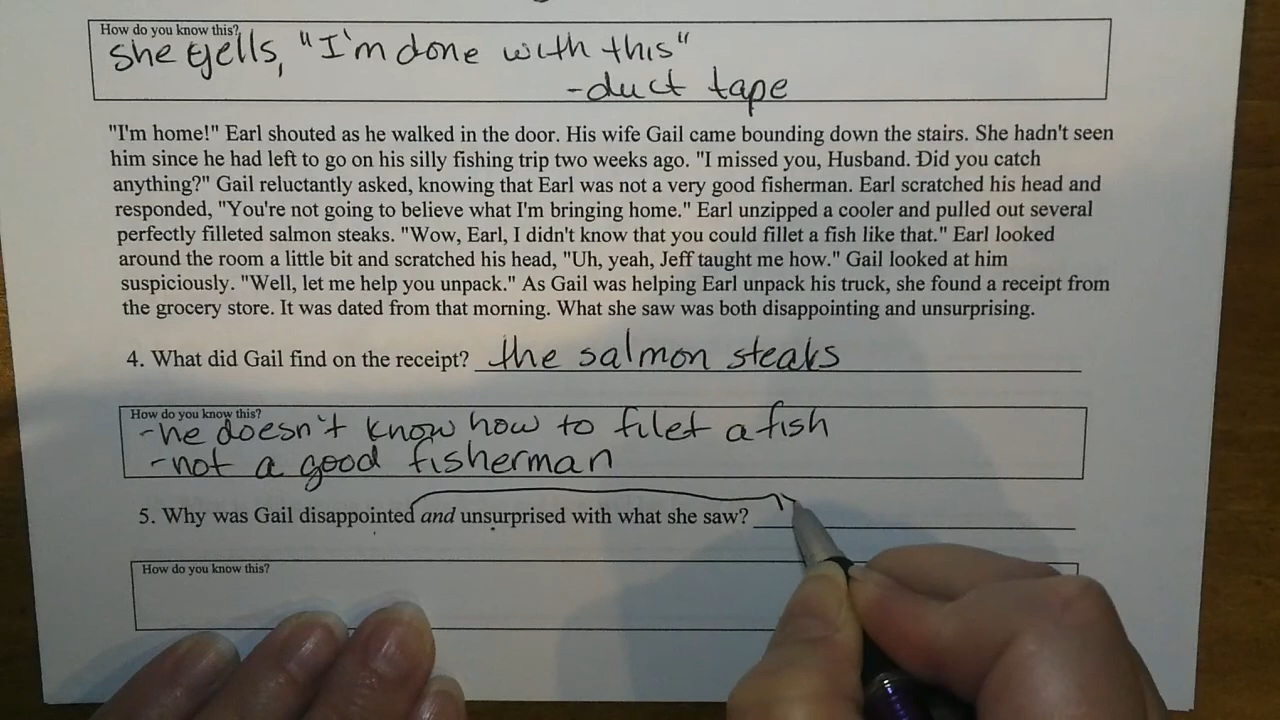 How do you know this?
she yells, "I'm done with this"
-duct tape
"I'm home!" Earl shouted as he walked in the door. His wife Gail came bounding down the stairs. She hadn't seen
him since he had left to go on his silly fishing trip two weeks ago. "I missed you, Husband. Did you catch
anything?" Gail reluctantly asked, knowing that Earl was not a very good fisherman. Earl scratched his head and
responded, "You're not going to believe what I'm bringing home." Earl unzipped a cooler and pulled out several
perfectly filleted salmon steaks. "Wow, Earl, I didn't know that you could fillet a fish like that." Earl looked
around the room a little bit and scratched his head, "Uh, yeah, Jeff taught me how." Gail looked at him
suspiciously. "Well, let me help you unpack." As Gail was helping Earl unpack his truck, she found a receipt from
the grocery store. It was dated from that morning. What she saw was both disappointing and unsurprising.
4. What did Gail find on the receipt? the salmon steaks
How do you know this?
-he doesn't know how to filet a fish
-not a good fisherman
5. Why was Gail disappointed and unsurprised with what she saw?
How do you know this?